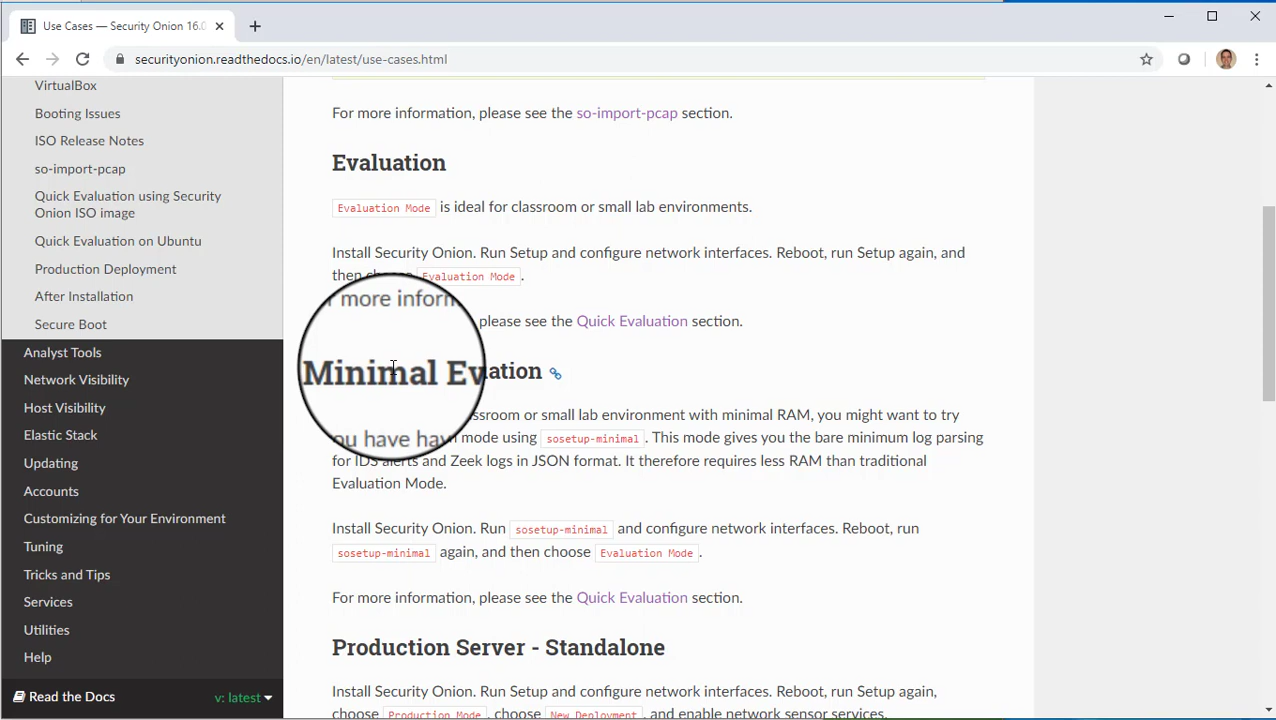 Use Cases — Security Onion 16.0
securityonion.readthedocs.io/en/latest/use-cases.html
VirtualBox
Booting Issues
ISO Release Notes
so-import-pcap
Quick Evaluation using Security
Onion ISO image
Quick Evaluation on Ubuntu
Production Deployment
After Installation
Secure Boot
Analyst Tools
Network Visibility
Host Visibility
Elastic Stack
Updating
Accounts
Customizing for Your Environment
Tuning
Tricks and Tips
Services
Utilities
Help
Read the Docs
v: latest
For more information, please see the so-import-pcap section.
Evaluation
Evaluation Mode is ideal for classroom or small lab environments.
Install Security Onion. Run Setup and configure network interfaces. Reboot, run Setup again, and
then choose Evaluation Mode.
more inform please see the Quick Evaluation section.
Minimal Evaluation
ou have hav ssroom or small lab environment with minimal RAM, you might want to try
mode using sosetup-minimal. This mode gives you the bare minimum log parsing
for IDS alerts and Zeek logs in JSON format. It therefore requires less RAM than traditional
Evaluation Mode.
Install Security Onion. Run sosetup-minimal and configure network interfaces. Reboot, run
sosetup-minimal again, and then choose Evaluation Mode.
For more information, please see the Quick Evaluation section.
Production Server - Standalone
Install Security Onion. Run Setup and configure network interfaces. Reboot, run Setup again,
choose Production Mode, choose New Deployment, and enable network sensor services.